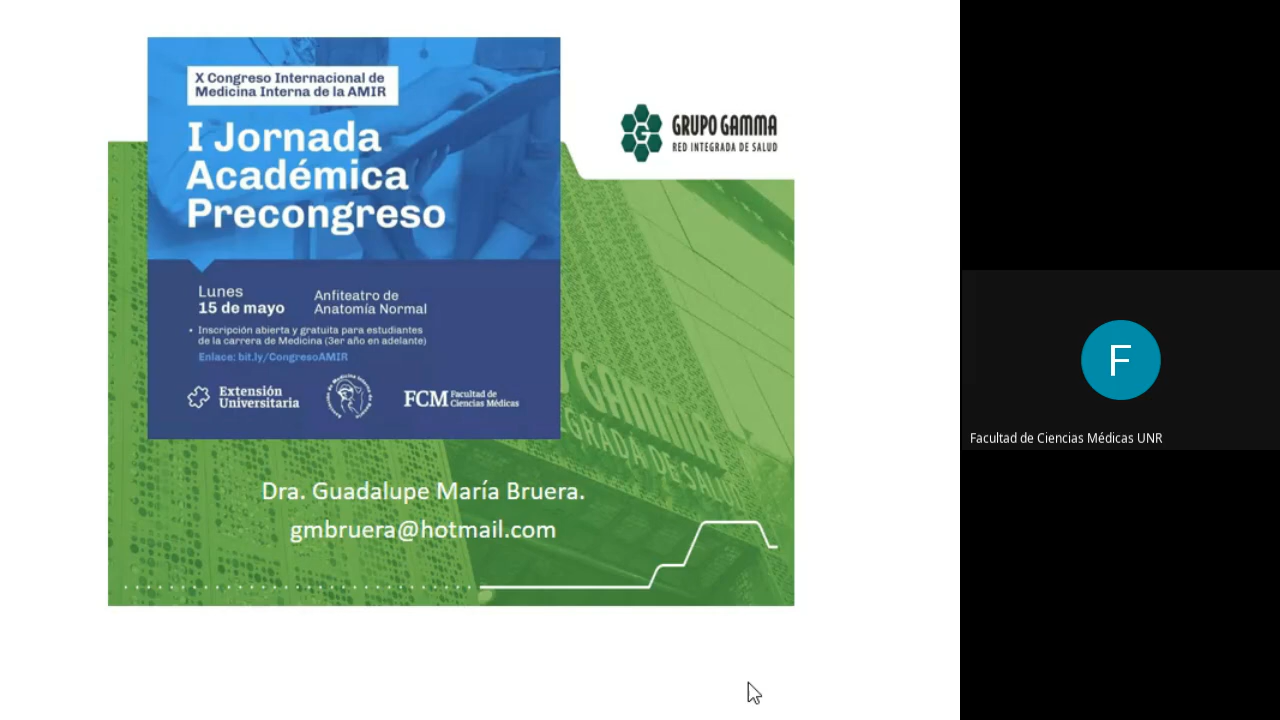 X Congreso Internacional de
Medicina Interna de la AMIR
I Jornada
Académica
Precongreso
Lunes
15 de mayo
Anfiteatro de
Anatomía Normal
• Inscripción abierta y gratuita para estudiantes
de la carrera de Medicina (3er año en adelante)
Enlace: bit.ly/CongresoAMIR
Extensión
Universitaria
FCM Facultad de
Ciencias Médicas
GRUPO GAMMA
RED INTEGRADA DE SALUD
GAMMA
Dra. Guadalupe María Bruera.
gmbruera@hotmail.com
F
Facultad de Ciencias Médicas UNR